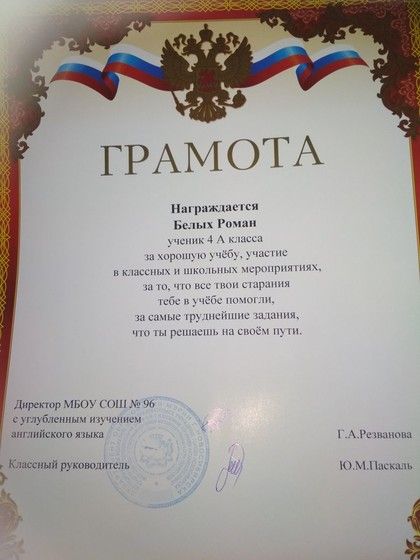 ГРАМОТА
Награждается
Белых Роман
ученик 4 А класса
за хорошую учёбу, участие
в классных и школьных мероприятиях,
за то, что все твои старания
тебе в учёбе помогли,
за самые труднейшие задания,
что ты решаешь на своём пути.
Директор МБОУ СОШ № 96
с углубленным изучением
английского языка Г.А.Резванова
Классный руководитель Ю.М.Паскаль